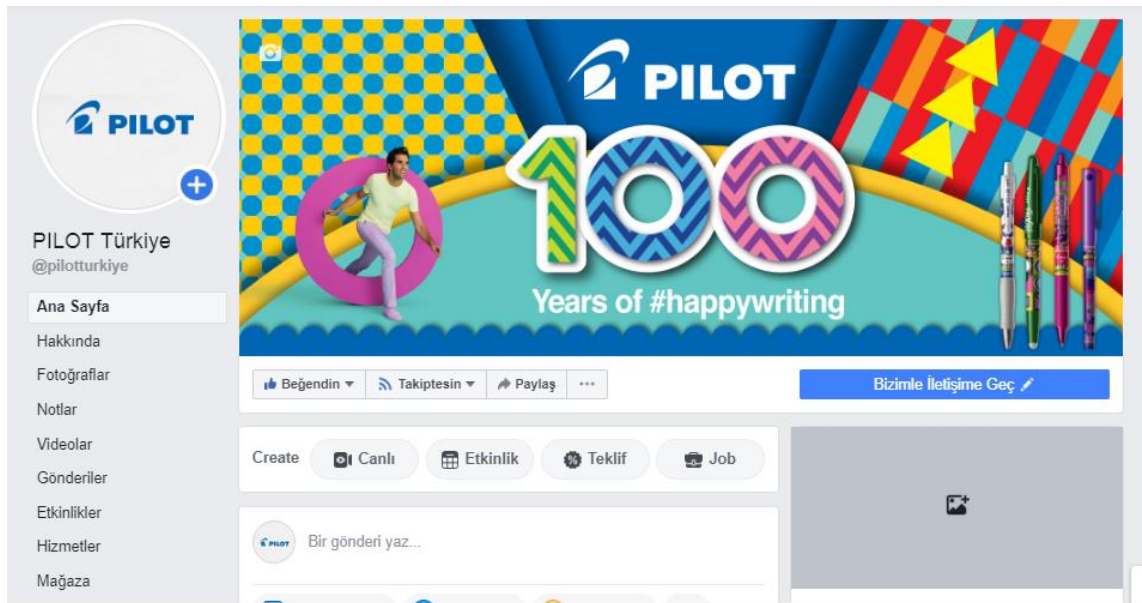 PILOT
PILOT Türkiye
@pilotturkiye
Ana Sayfa
Hakkında
Fotoğraflar
Notlar
Videolar
Gönderiler
Etkinlikler
Hizmetler
Mağaza
PILOT
100
Years of #happywriting
Beğendin
Takiptesin
Paylaş
Bizimle İletişime Geç
Create
Canlı
Etkinlik
Teklif
Job
PILOT
Bir gönderi yaz...